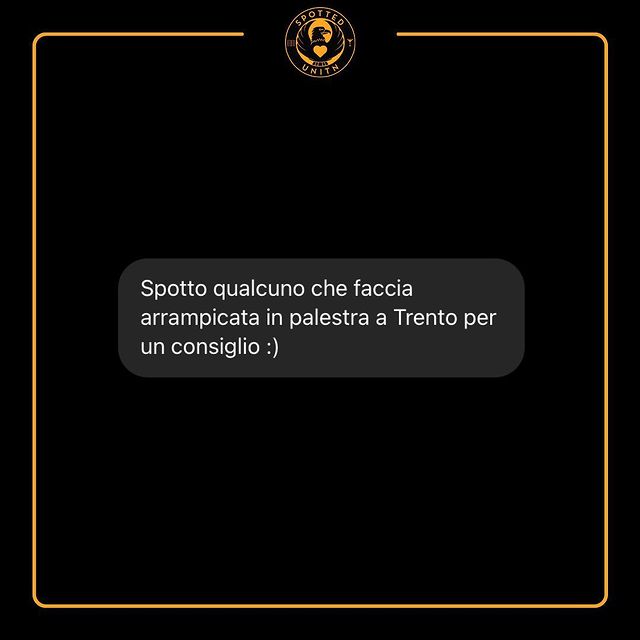 SPOTTED
UNITN
Spotto qualcuno che faccia
arrampicata in palestra a Trento per
un consiglio :)